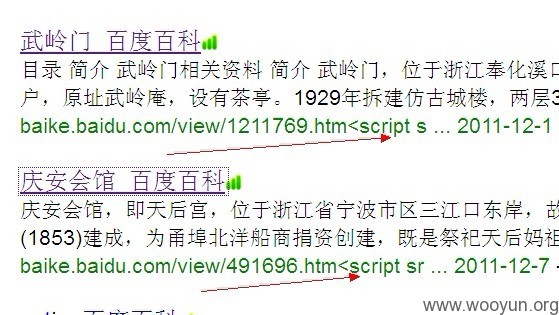 武岭门_百度百科
目录 简介 武岭门相关资料 简介 武岭门，位于浙江奉化溪口
户，原址武岭庵，设有茶亭。1929年拆建仿古城楼，两层3
baike.baidu.com/view/1211769.htm<script s ... 2011-12-1
庆安会馆_百度百科
庆安会馆，即天后宫，位于浙江省宁波市区三江口东岸，故
(1853)建成，为甬埠北洋船商捐资创建，既是祭祀天后妈祖
baike.baidu.com/view/491696.htm<script sr ... 2011-12-7 -
www.wooyun.org